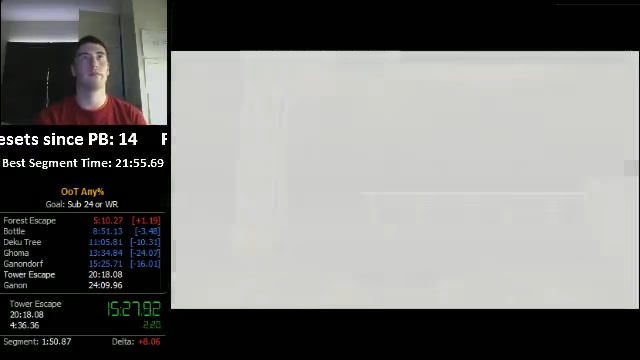 esets since PB: 14
Best Segment Time: 21:55.69
OoT Any%
Goal: Sub 24 or WR
Forest Escape 5:10.27 [+1.19]
Bottle 8:51.13 [-3.48]
Deku Tree 11:05.81 [-10.31]
Ghoma 13:34.84 [-24.07]
Ganondorf 15:25.71 [-16.01]
Tower Escape 20:18.08
Ganon 24:09.96
Tower Escape 15:27.92
20:18.08
4:36.36 2.20
Segment: 1:50.87 Delta: +8.06